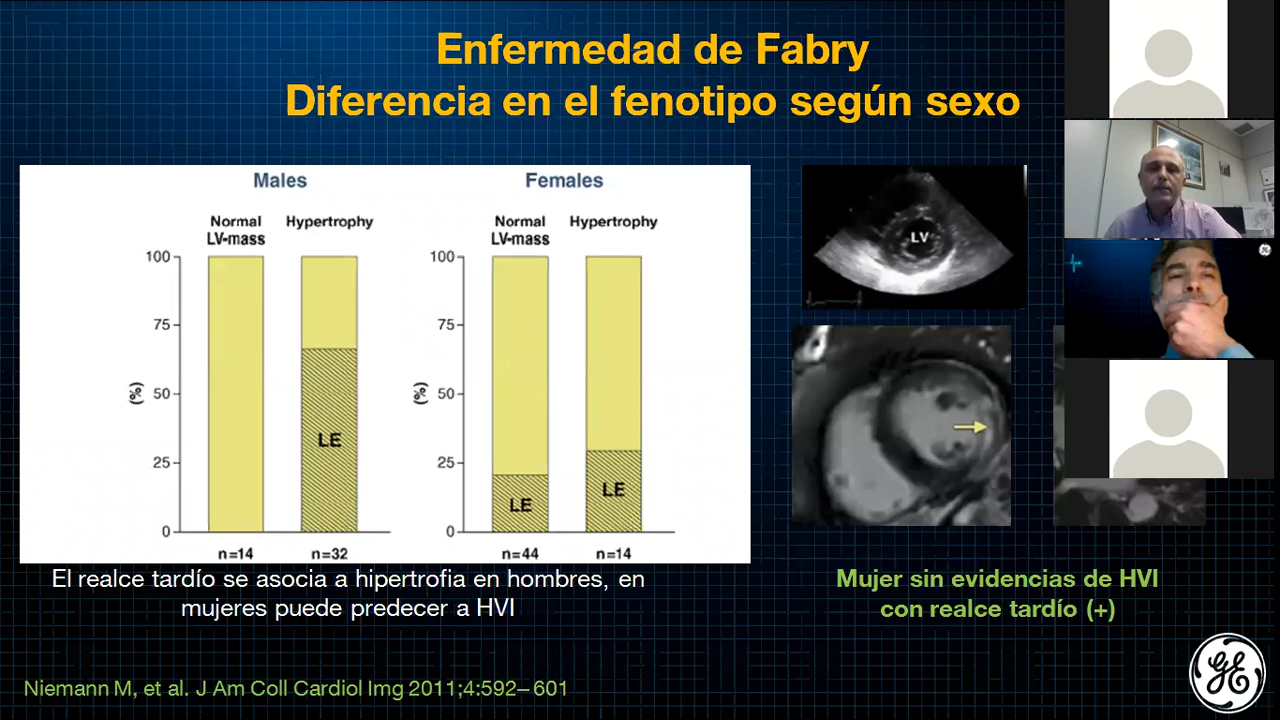 Enfermedad de Fabry
Diferencia en el fenotipo según sexo
Males
Females
Normal
LV-mass
Hypertrophy
Normal
LV-mass
Hypertrophy
100
75
50
25
0
(%)
LE
n=14
n=32
100
75
50
25
0
(%)
LE
LE
n=44
n=14
LV
El realce tardío se asocia a hipertrofia en hombres, en
mujeres puede predecer a HVI
Mujer sin evidencias de HVI
con realce tardío (+)
Niemann M, et al. J Am Coll Cardiol Img 2011;4:592– 601
GE